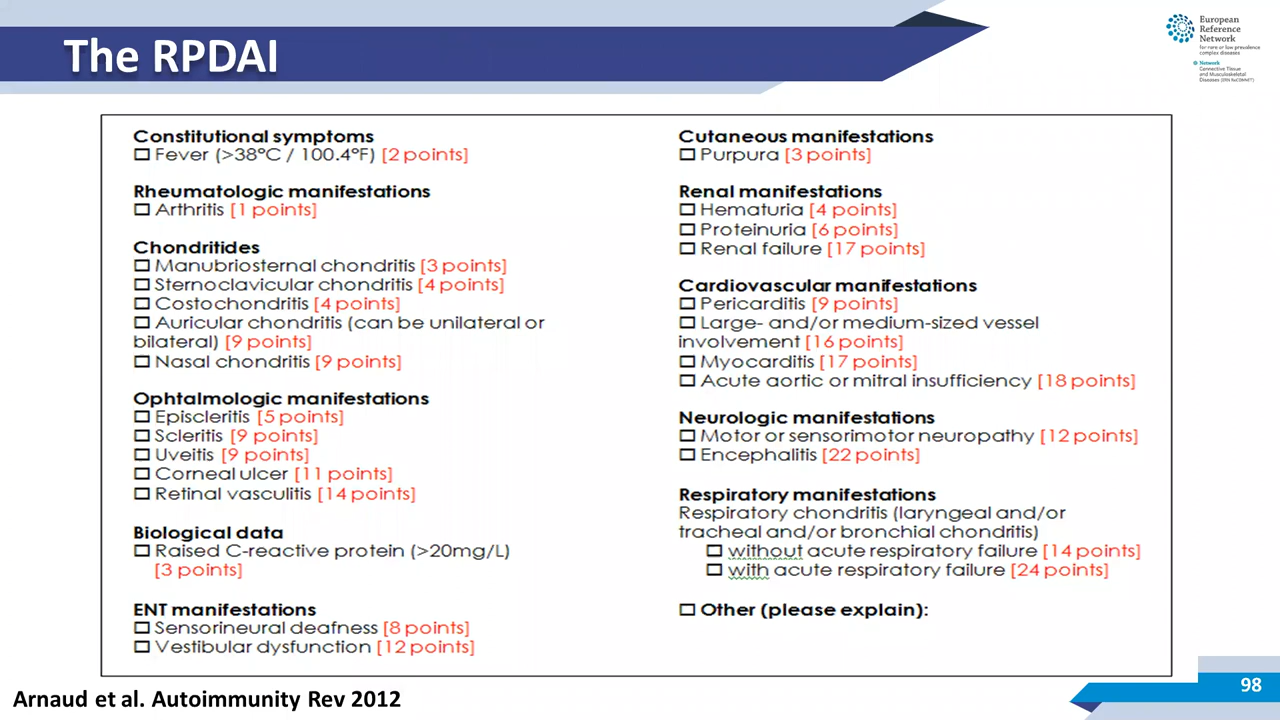 The RPDAI
European
Reference
Network
for rare or low prevalence
complex diseases
Network
Connective Tissue
and Musculoskeletal
Diseases (ERN ReCONNET)
Constitutional symptoms
Fever (>38°C / 100.4°F) [2 points]
Rheumatologic manifestations
Arthritis [1 points]
Chondritides
Manubriosternal chondritis [3 points]
Sternoclavicular chondritis [4 points]
Costochondritis [4 points]
Auricular chondritis (can be unilateral or
bilateral) [9 points]
Nasal chondritis [9 points]
Ophtalmologic manifestations
Episcleritis [5 points]
Scleritis [9 points]
Uveitis [9 points]
Corneal ulcer [11 points]
Retinal vasculitis [14 points]
Biological data
Raised C-reactive protein (>20mg/L)
[3 points]
ENT manifestations
Sensorineural deafness [8 points]
Vestibular dysfunction [12 points]
Cutaneous manifestations
Purpura [3 points]
Renal manifestations
Hematuria [4 points]
Proteinuria [6 points]
Renal failure [17 points]
Cardiovascular manifestations
Pericarditis [9 points]
Large- and/or medium-sized vessel
involvement [16 points]
Myocarditis [17 points]
Acute aortic or mitral insufficiency [18 points]
Neurologic manifestations
Motor or sensorimotor neuropathy [12 points]
Encephalitis [22 points]
Respiratory manifestations
Respiratory chondritis (laryngeal and/or
tracheal and/or bronchial chondritis)
without acute respiratory failure [14 points]
with acute respiratory failure [24 points]
Other (please explain):
Arnaud et al. Autoimmunity Rev 2012
98